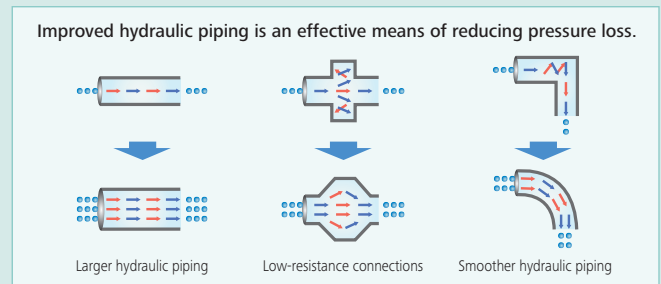 Improved hydraulic piping is an effective means of reducing pressure loss.
Larger hydraulic piping
Low-resistance connections
Smoother hydraulic piping